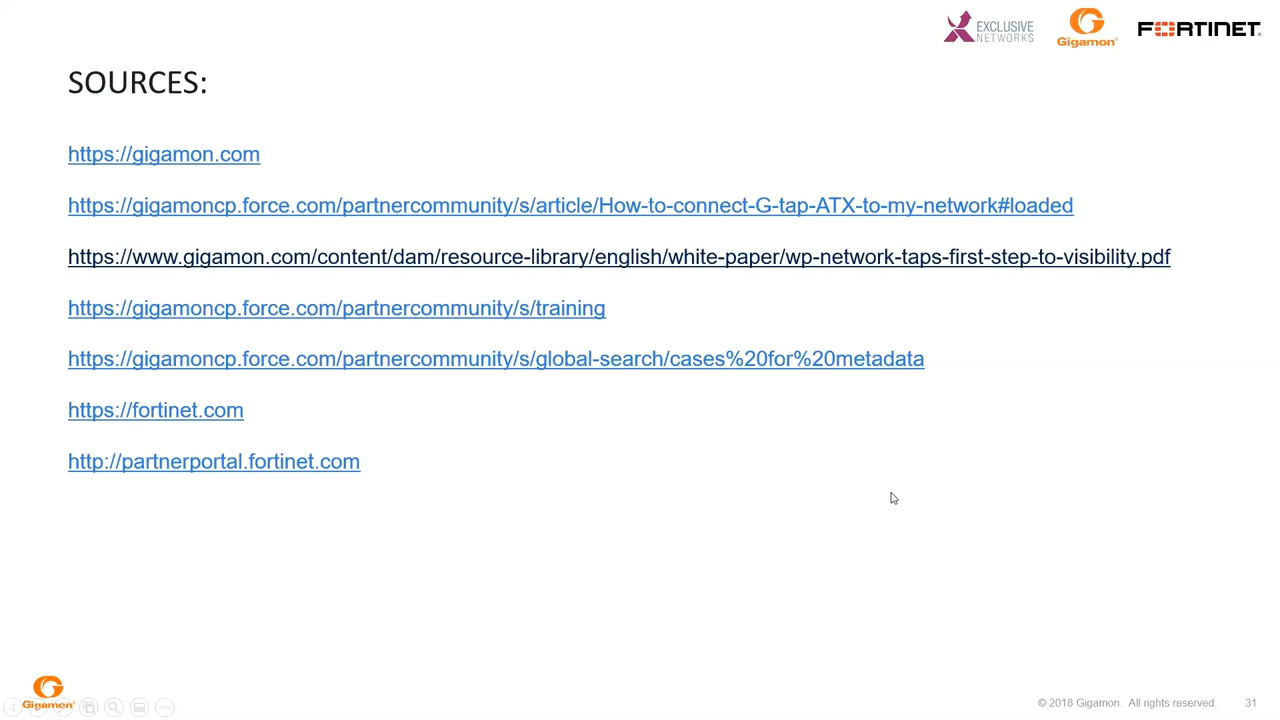 EXCLUSIVE
NETWORKS
Gigamon®
FORTINET®
SOURCES:
https://gigamon.com
https://gigamoncp.force.com/partnercommunity/s/article/How-to-connect-G-tap-ATX-to-my-network#loaded
https://www.gigamon.com/content/dam/resource-library/english/white-paper/wp-network-taps-first-step-to-visibility.pdf
https://gigamoncp.force.com/partnercommunity/s/training
https://gigamoncp.force.com/partnercommunity/s/global-search/cases%20for%20metadata
https://fortinet.com
http://partnerportal.fortinet.com
Gigamon®
© 2018 Gigamon. All rights reserved. 31